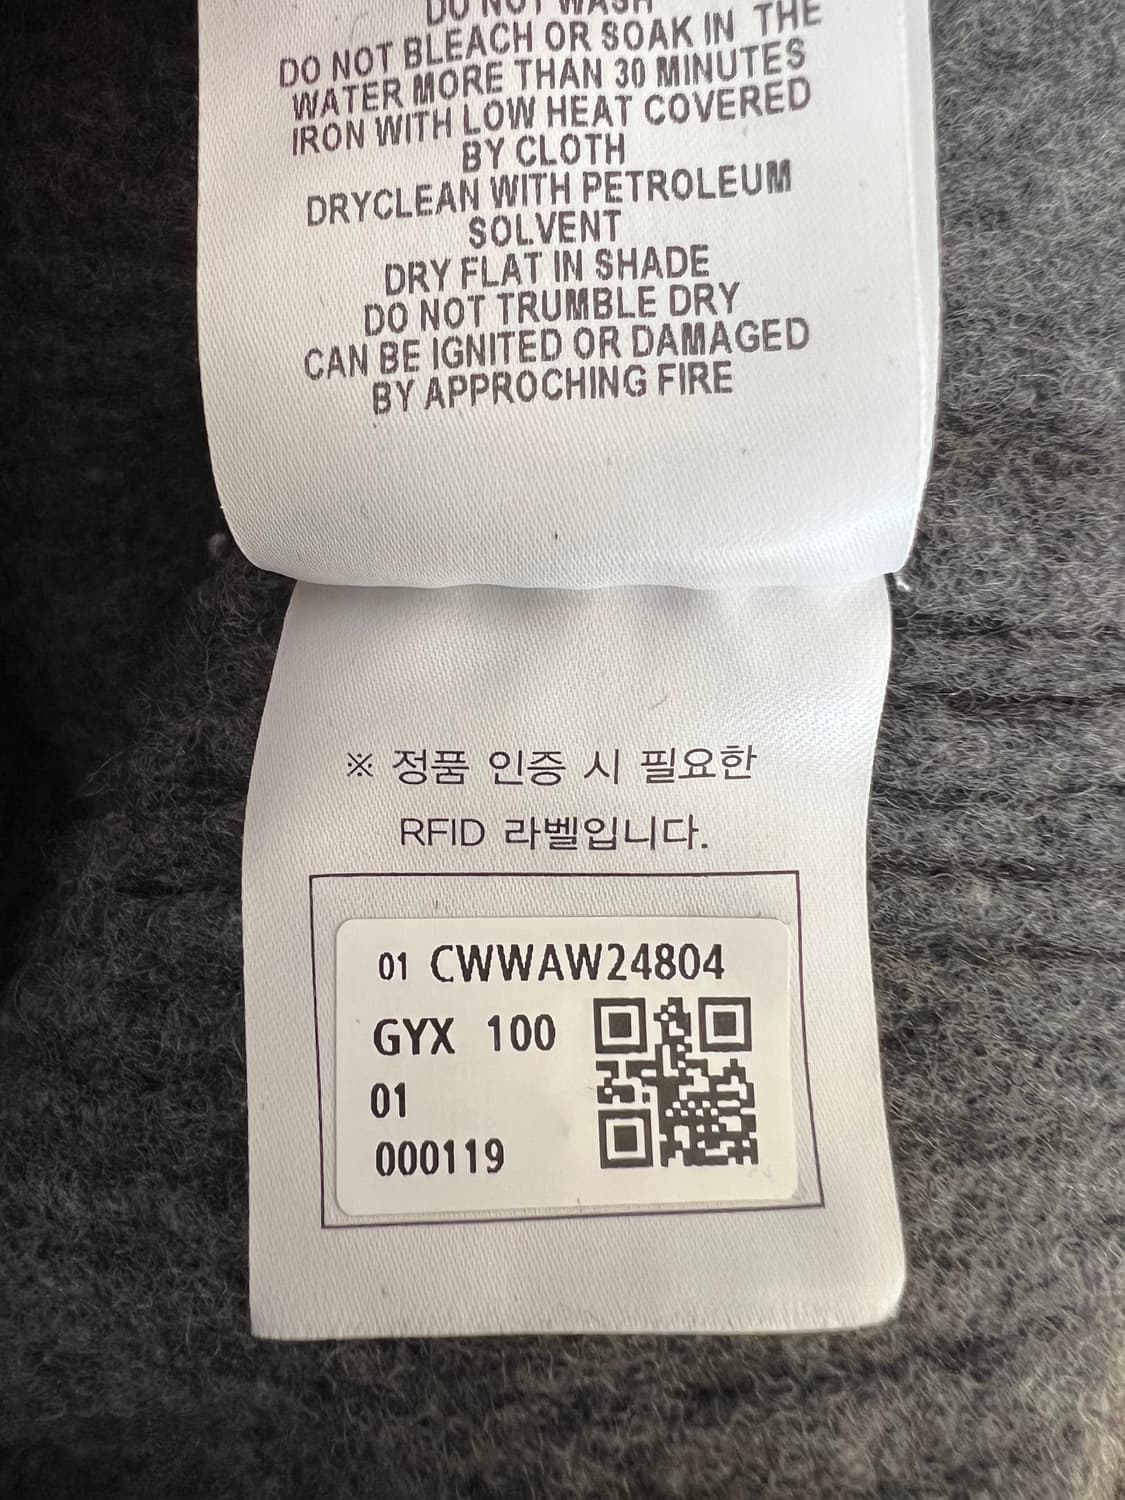 DO NOT WASH
DO NOT BLEACH OR SOAK IN THE
WATER MORE THAN 30 MINUTES
IRON WITH LOW HEAT COVERED
BY CLOTH
DRYCLEAN WITH PETROLEUM
SOLVENT
DRY FLAT IN SHADE
DO NOT TRUMBLE DRY
CAN BE IGNITED OR DAMAGED
BY APPROCHING FIRE
※ 정품 인증 시 필요한
RFID 라벨입니다.
01 CWWAW24804
GYX 100
01
000119